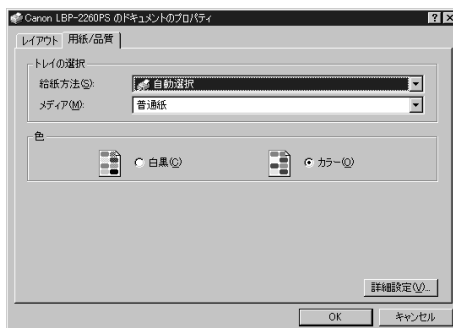 Canon LBP-2260PS のドキュメントのプロパティ
レイアウト 用紙/品質
トレイの選択
給紙方法(S): 自動選択
メディア(M): 普通紙
色
白黒(C) カラー(O)
詳細設定(V)...
OK キャンセル